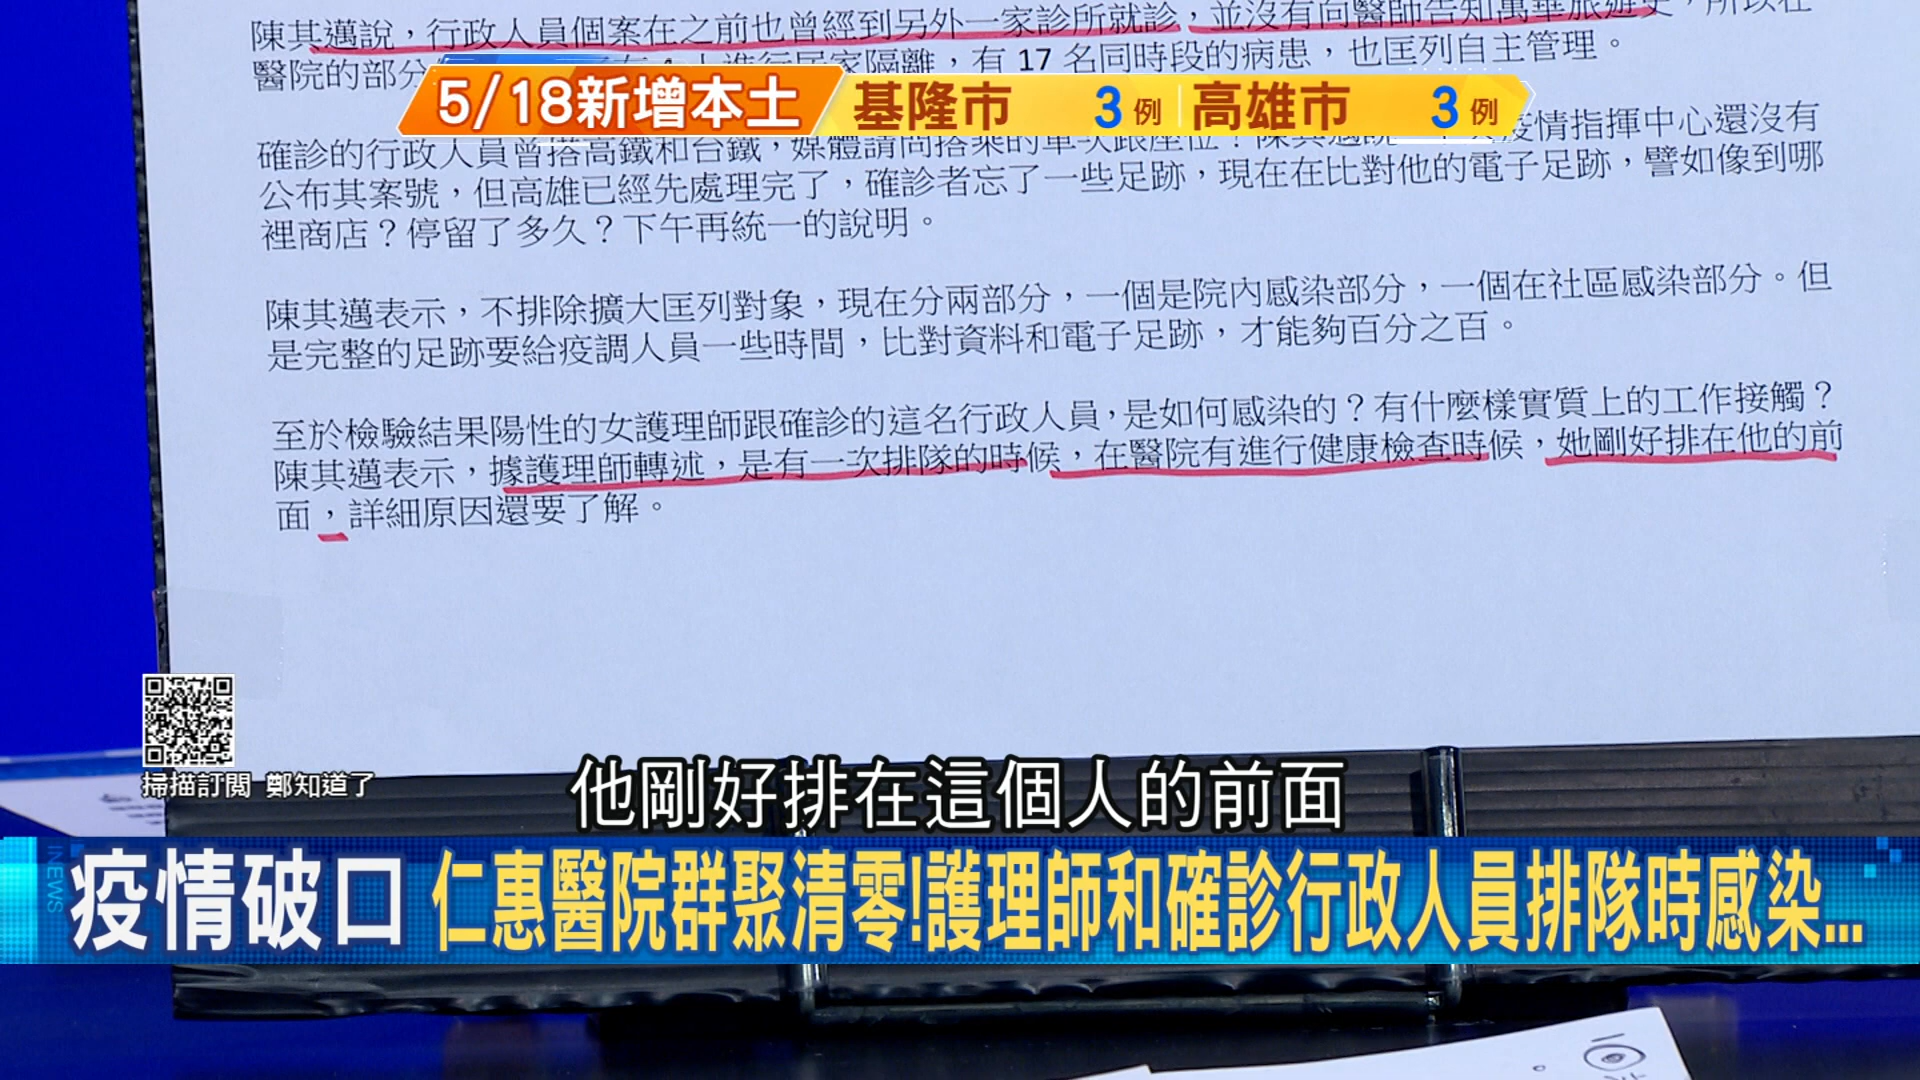 陳其邁說，行政人員個案在之前也曾經到另外一家診所就診，並沒有向醫師告知萬華旅遊史，所以在
醫院的部分
人進行居家隔離，有 17 名同時段的病患，也匡列自主管理。
5/18新增本土 基隆市 3例 高雄市 3例
確診的行政人員曾搭高鐵和台鐵，媒體請問搭乘的車次跟座位？陳其邁說
疫情指揮中心還沒有
公布其案號，但高雄已經先處理完了，確診者忘了一些足跡，現在在比對他的電子足跡，譬如像到哪
裡商店？停留了多久？下午再統一的說明。
陳其邁表示，不排除擴大匡列對象，現在分兩部分，一個是院內感染部分，一個在社區感染部分。但
是完整的足跡要給疫調人員一些時間，比對資料和電子足跡，才能夠百分之百。
至於檢驗結果陽性的女護理師跟確診的這名行政人員，是如何感染的？有什麼樣實質上的工作接觸？
陳其邁表示，據護理師轉述，是有一次排隊的時候，在醫院有進行健康檢查時候，她剛好排在他的前
面，詳細原因還要了解。
掃描訂閱 鄭知道了
他剛好排在這個人的前面
IN NEWS
疫情破口 仁惠醫院群聚清零!護理師和確診行政人員排隊時感染...